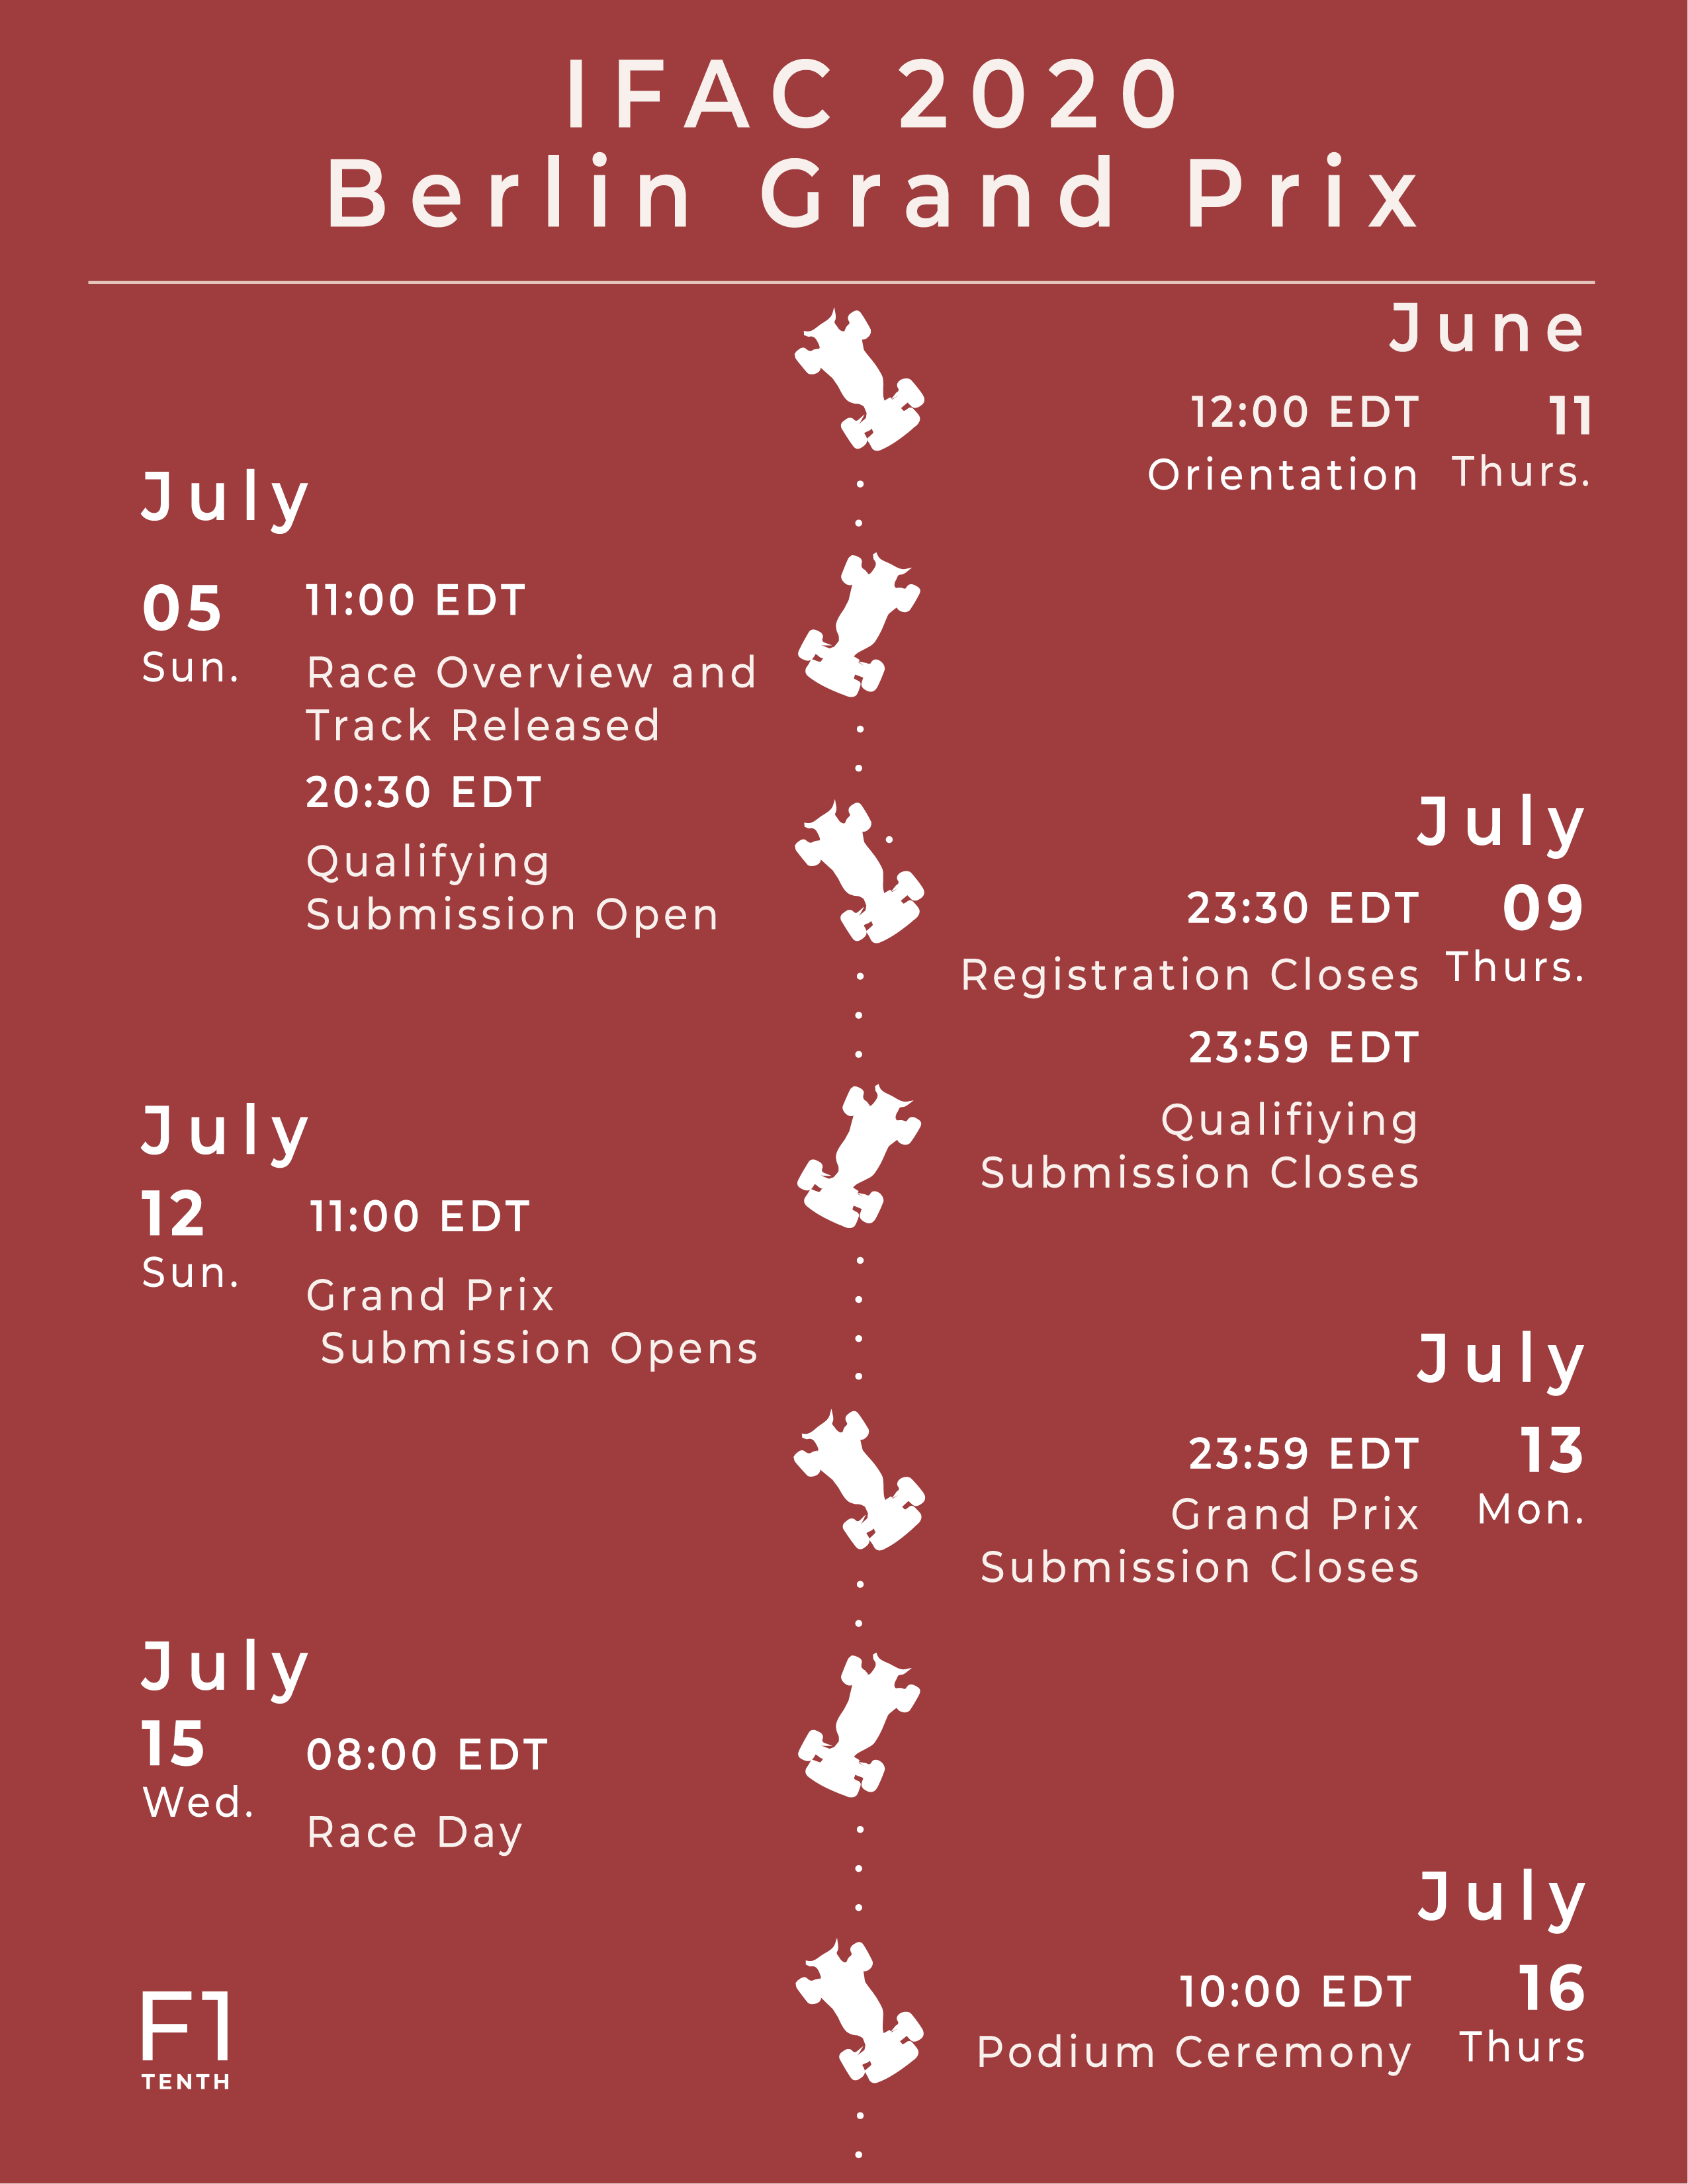 IFAC 2020
Berlin Grand Prix
June
12:00 EDT 11
Orientation Thurs.
July
05 11:00 EDT
Sun. Race Overview and
Track Released
20:30 EDT
Qualifying
Submission Open
July
23:30 EDT 09
Registration Closes Thurs.
23:59 EDT
Qualifiying
Submission Closes
July
12 11:00 EDT
Sun. Grand Prix
Submission Opens
July
23:59 EDT 13
Grand Prix Mon.
Submission Closes
July
15 08:00 EDT
Wed. Race Day
July
10:00 EDT 16
Podium Ceremony Thurs
F1
TENTH